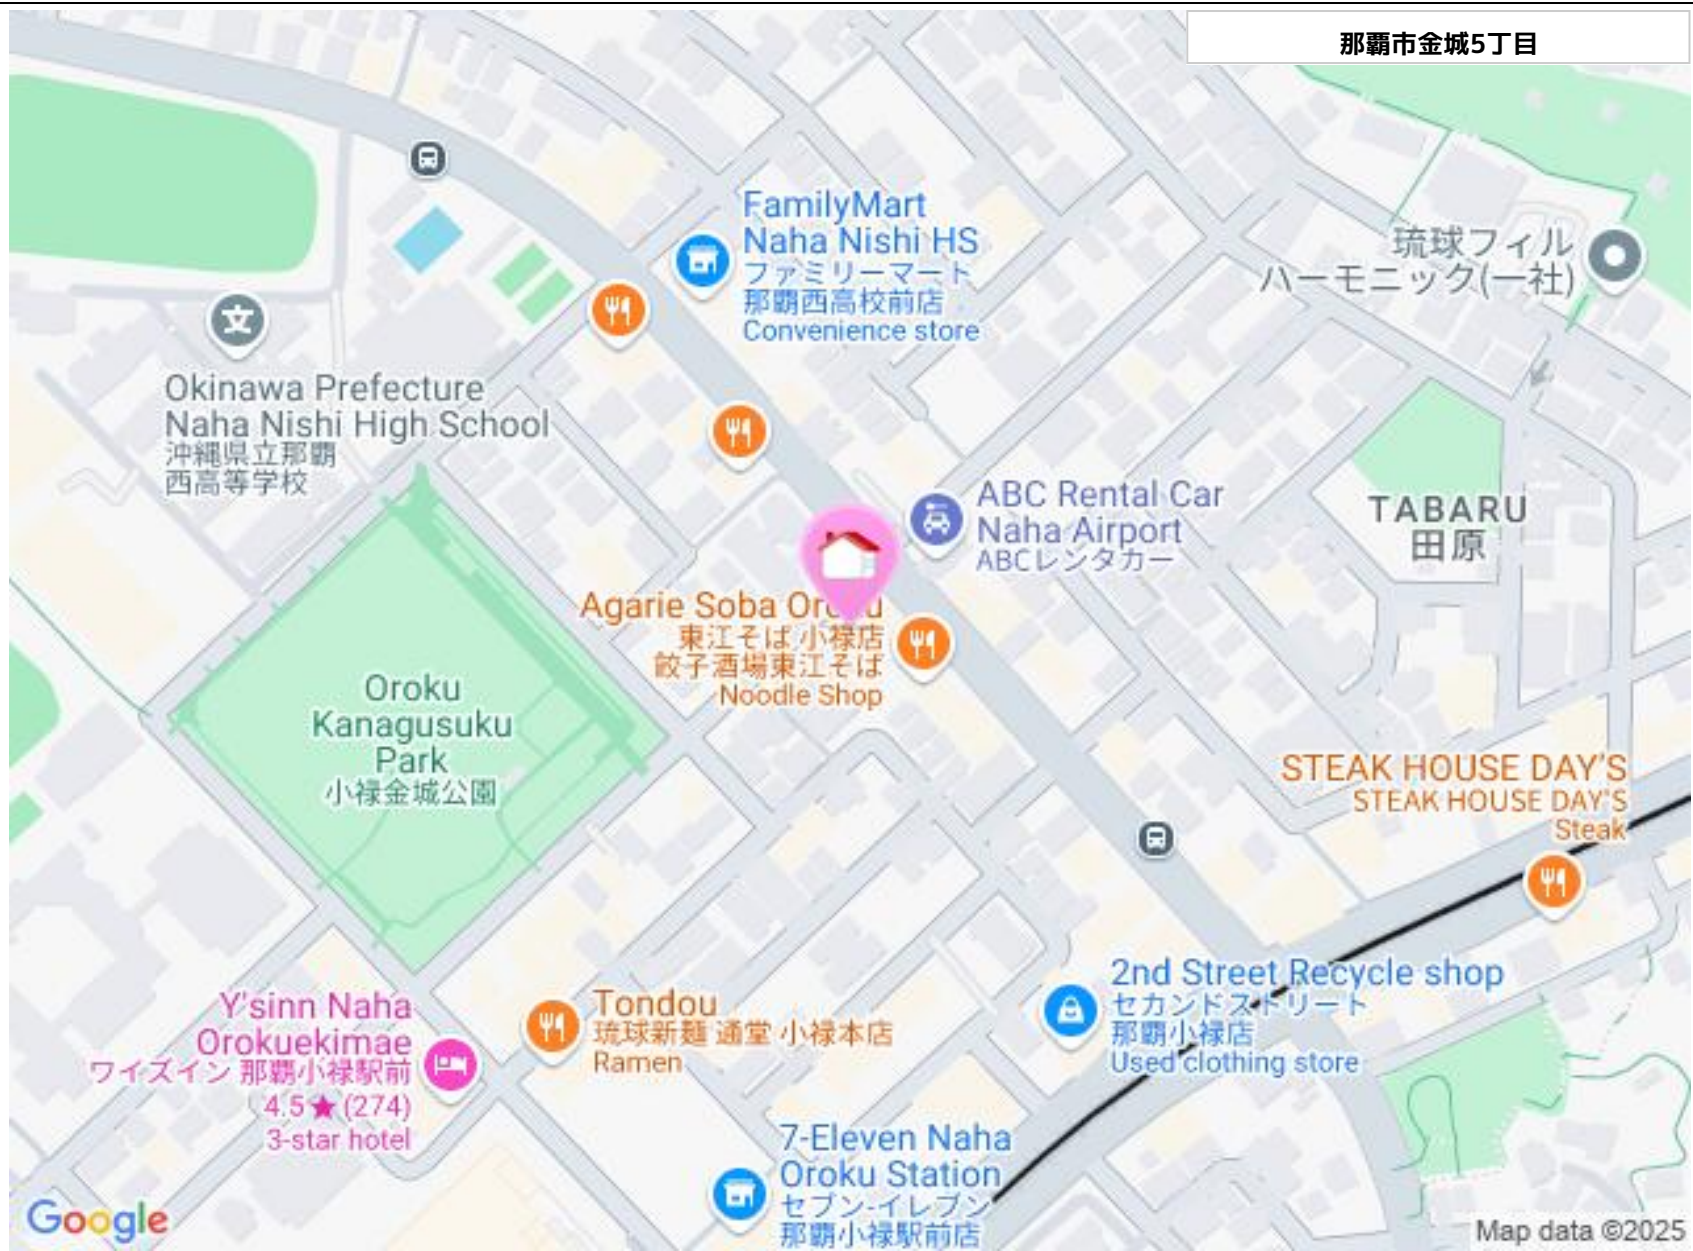 那覇市金城5丁目
FamilyMart
Naha Nishi HS
ファミリーマート
那覇西高校前店
Convenience store
琉球フィル
ハーモニック(一社)
文
Okinawa Prefecture
Naha Nishi High School
沖縄県立那覇
西高等学校
ABC Rental Car
Naha Airport
ABCレンタカー
TABARU
田原
Agarie Soba Oroku
東江そば 小禄店
餃子酒場東江そば
Noodle Shop
Oroku
Kanagusuku
Park
小禄金城公園
STEAK HOUSE DAY'S
STEAK HOUSE DAY'S
Steak
2nd Street Recycle shop
セカンドストリート
那覇小禄店
Used clothing store
Y'sinn Naha
Orokuekimae
ワイズイン 那覇小禄駅前
4.5★(274)
3-star hotel
Tondou
琉球新麺 通堂 小禄本店
Ramen
7-Eleven Naha
Oroku Station
セブン-イレブン
那覇小禄駅前店
Google
Map data ©2025